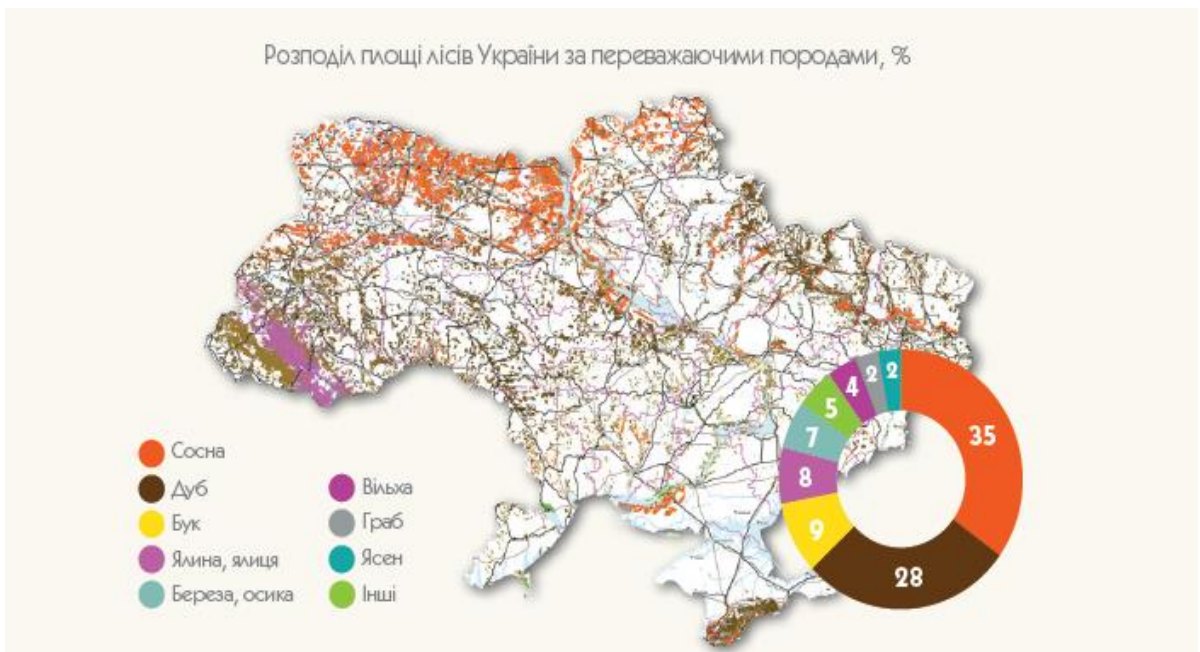 Розподіл площі лісів України за переважаючими породами, %
Сосна
Дуб
Бук
Ялина, ялиця
Береза, осика
Вільха
Граб
Ясен
Інші
35
28
9
8
7
5
4
2
2